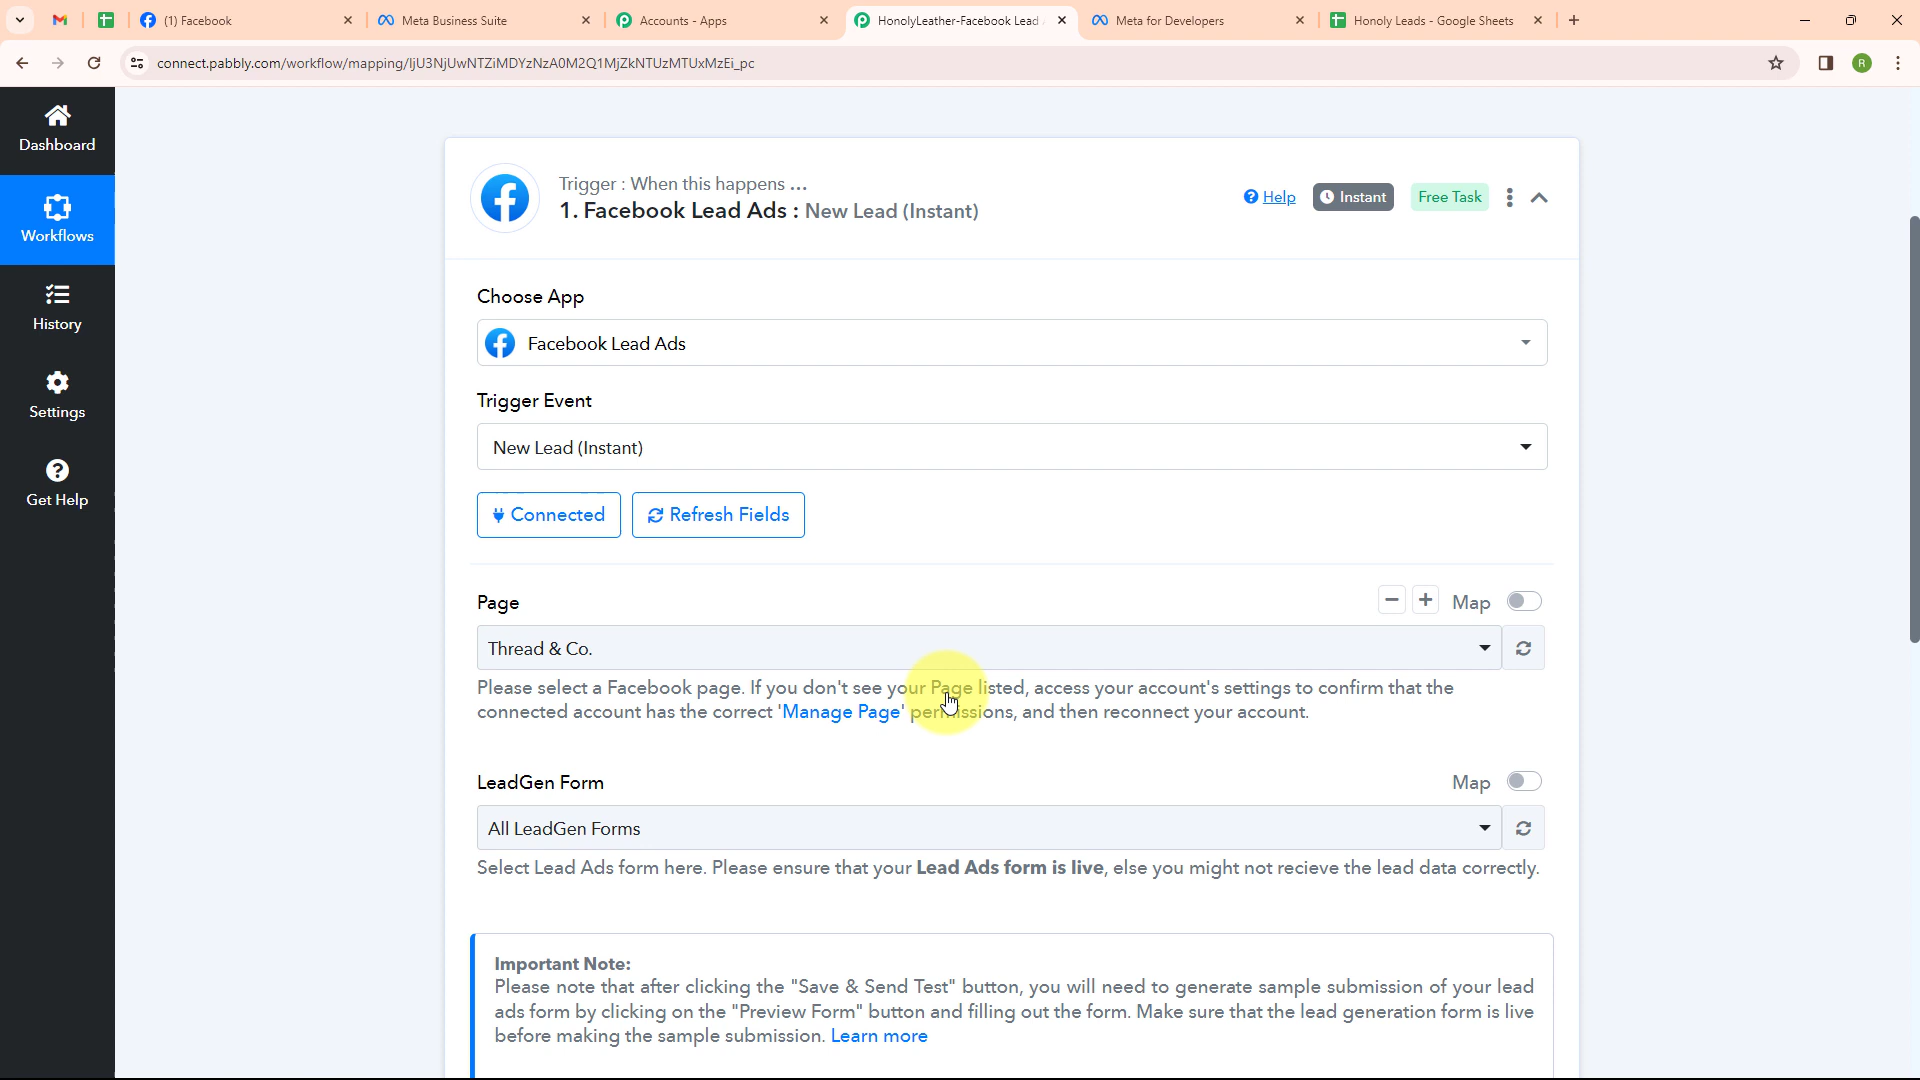 (1) Facebook
Meta Business Suite
Accounts - Apps
HonolyLeather-Facebook Lead
Meta for Developers
Honoly Leads - Google Sheets
connect.pabbly.com/workflow/mapping/IjU3NjUwNTZiMDYzNzA0M2Q1MjZkNTUzMTUxMzEi_pc
R
Dashboard
Workflows
History
Settings
Get Help
Trigger : When this happens ...
1. Facebook Lead Ads : New Lead (Instant)
Help
Instant
Free Task
Choose App
Facebook Lead Ads
Trigger Event
New Lead (Instant)
Connected
Refresh Fields
Page
Map
Thread & Co.
Please select a Facebook page. If you don't see your Page listed, access your account's settings to confirm that the
connected account has the correct 'Manage Page' permissions, and then reconnect your account.
LeadGen Form
Map
All LeadGen Forms
Select Lead Ads form here. Please ensure that your Lead Ads form is live, else you might not recieve the lead data correctly.
Important Note:
Please note that after clicking the "Save & Send Test" button, you will need to generate sample submission of your lead
ads form by clicking on the "Preview Form" button and filling out the form. Make sure that the lead generation form is live
before making the sample submission. Learn more